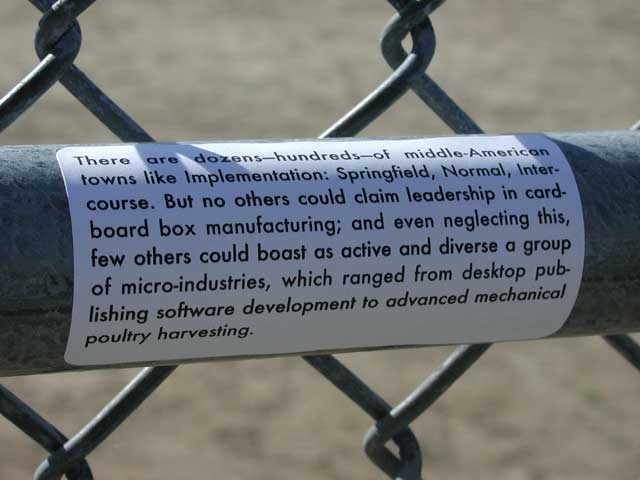 There are dozens—hundreds—of middle-American
towns like Implementation: Springfield, Normal, Inter-
course. But no others could claim leadership in card-
board box manufacturing; and even neglecting this,
few others could boast as active and diverse a group
of micro-industries, which ranged from desktop pub-
lishing software development to advanced mechanical
poultry harvesting.